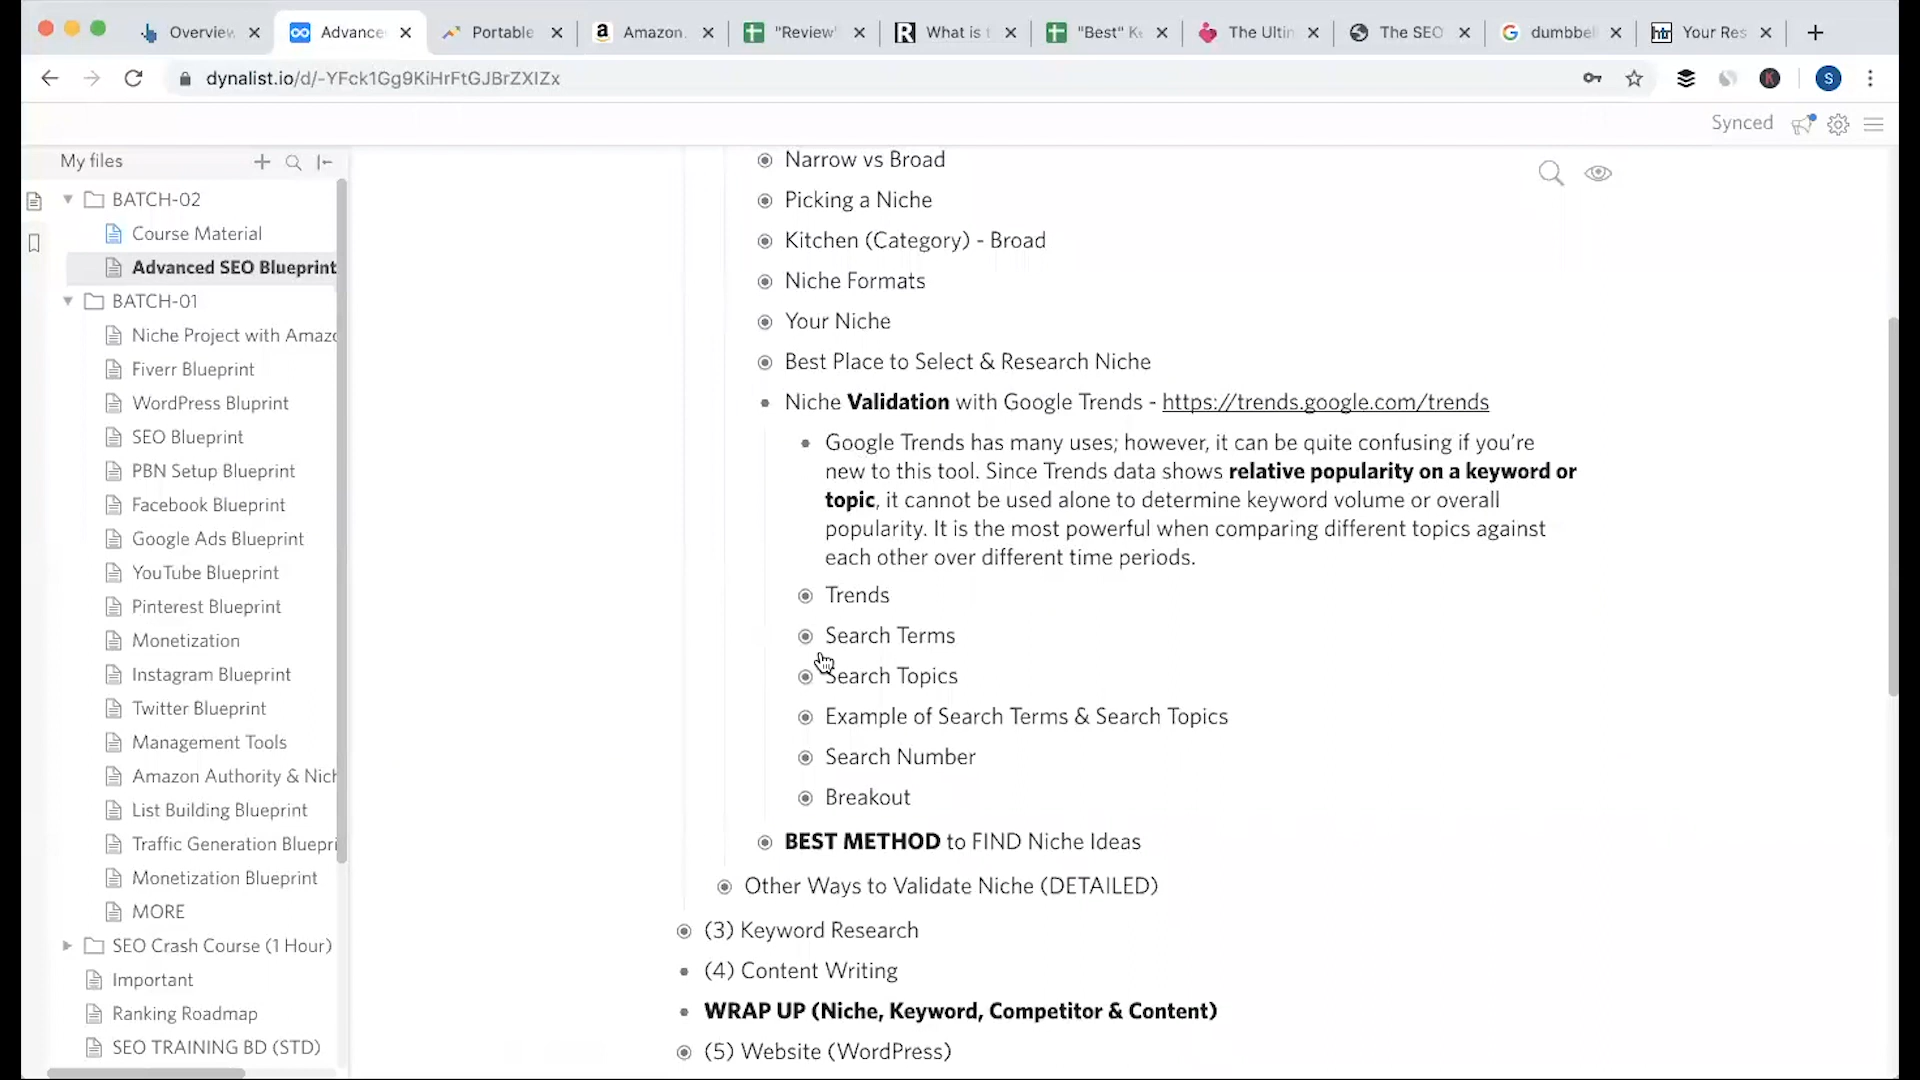 Overview
Advance
Portable
Amazon.
"Review"
What is t
"Best" Ke
The Ultin
The SEO
dumbbel
Your Res
dynalist.io/d/-YFck1Gg9KiHrFtGJBrZXIZx
S
Synced
My files
BATCH-02
Course Material
Advanced SEO Blueprint
BATCH-01
Niche Project with Amazo
Fiverr Blueprint
WordPress Bluprint
SEO Blueprint
PBN Setup Blueprint
Facebook Blueprint
Google Ads Blueprint
YouTube Blueprint
Pinterest Blueprint
Monetization
Instagram Blueprint
Twitter Blueprint
Management Tools
Amazon Authority & Nich
List Building Blueprint
Traffic Generation Bluepri
Monetization Blueprint
MORE
SEO Crash Course (1 Hour)
Important
Ranking Roadmap
SEO TRAINING BD (STD)
Narrow vs Broad
Picking a Niche
Kitchen (Category) - Broad
Niche Formats
Your Niche
Best Place to Select & Research Niche
Niche Validation with Google Trends - https://trends.google.com/trends
Google Trends has many uses; however, it can be quite confusing if you're
new to this tool. Since Trends data shows relative popularity on a keyword or
topic, it cannot be used alone to determine keyword volume or overall
popularity. It is the most powerful when comparing different topics against
each other over different time periods.
Trends
Search Terms
Search Topics
Example of Search Terms & Search Topics
Search Number
Breakout
BEST METHOD to FIND Niche Ideas
Other Ways to Validate Niche (DETAILED)
(3) Keyword Research
(4) Content Writing
WRAP UP (Niche, Keyword, Competitor & Content)
(5) Website (WordPress)